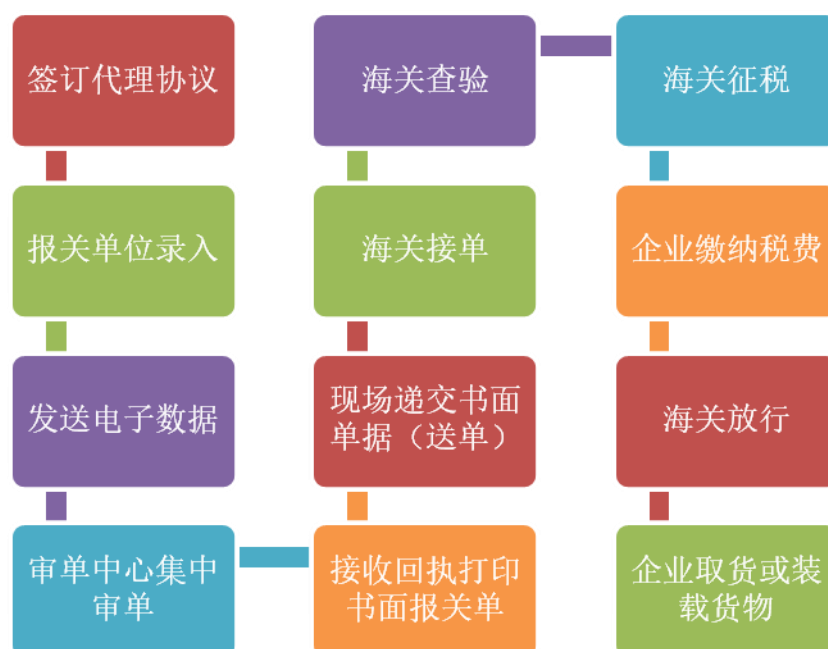 签订代理协议
报关单位录入
发送电子数据
审单中心集中
审单
接收回执打印
书面报关单
现场递交书面
单据（送单）
海关接单
海关查验
海关征税
企业缴纳税费
海关放行
企业取货或装
载货物